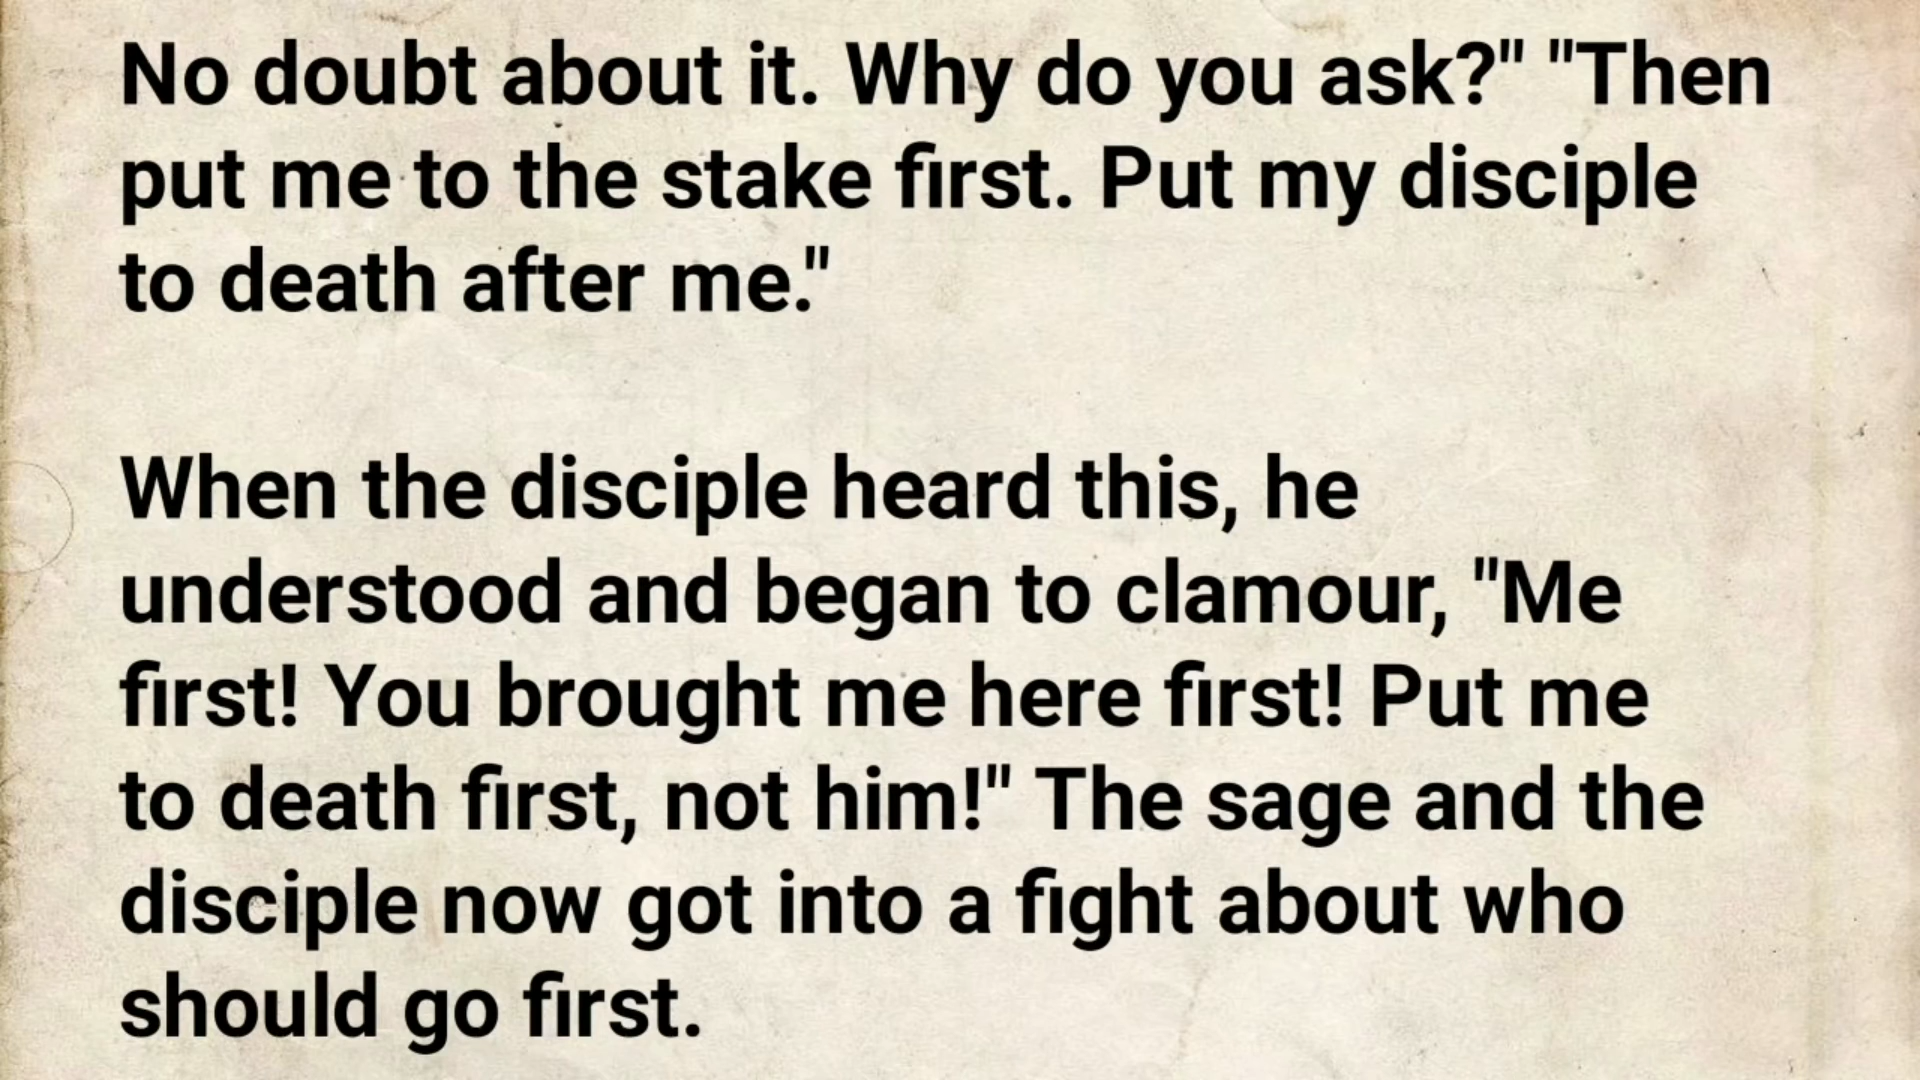 No doubt about it. Why do you ask?" "Then
put me to the stake first. Put my disciple
to death after me."
When the disciple heard this, he
understood and began to clamour, "Me
first! You brought me here first! Put me
to death first, not him!" The sage and the
disciple now got into a fight about who
should go first.